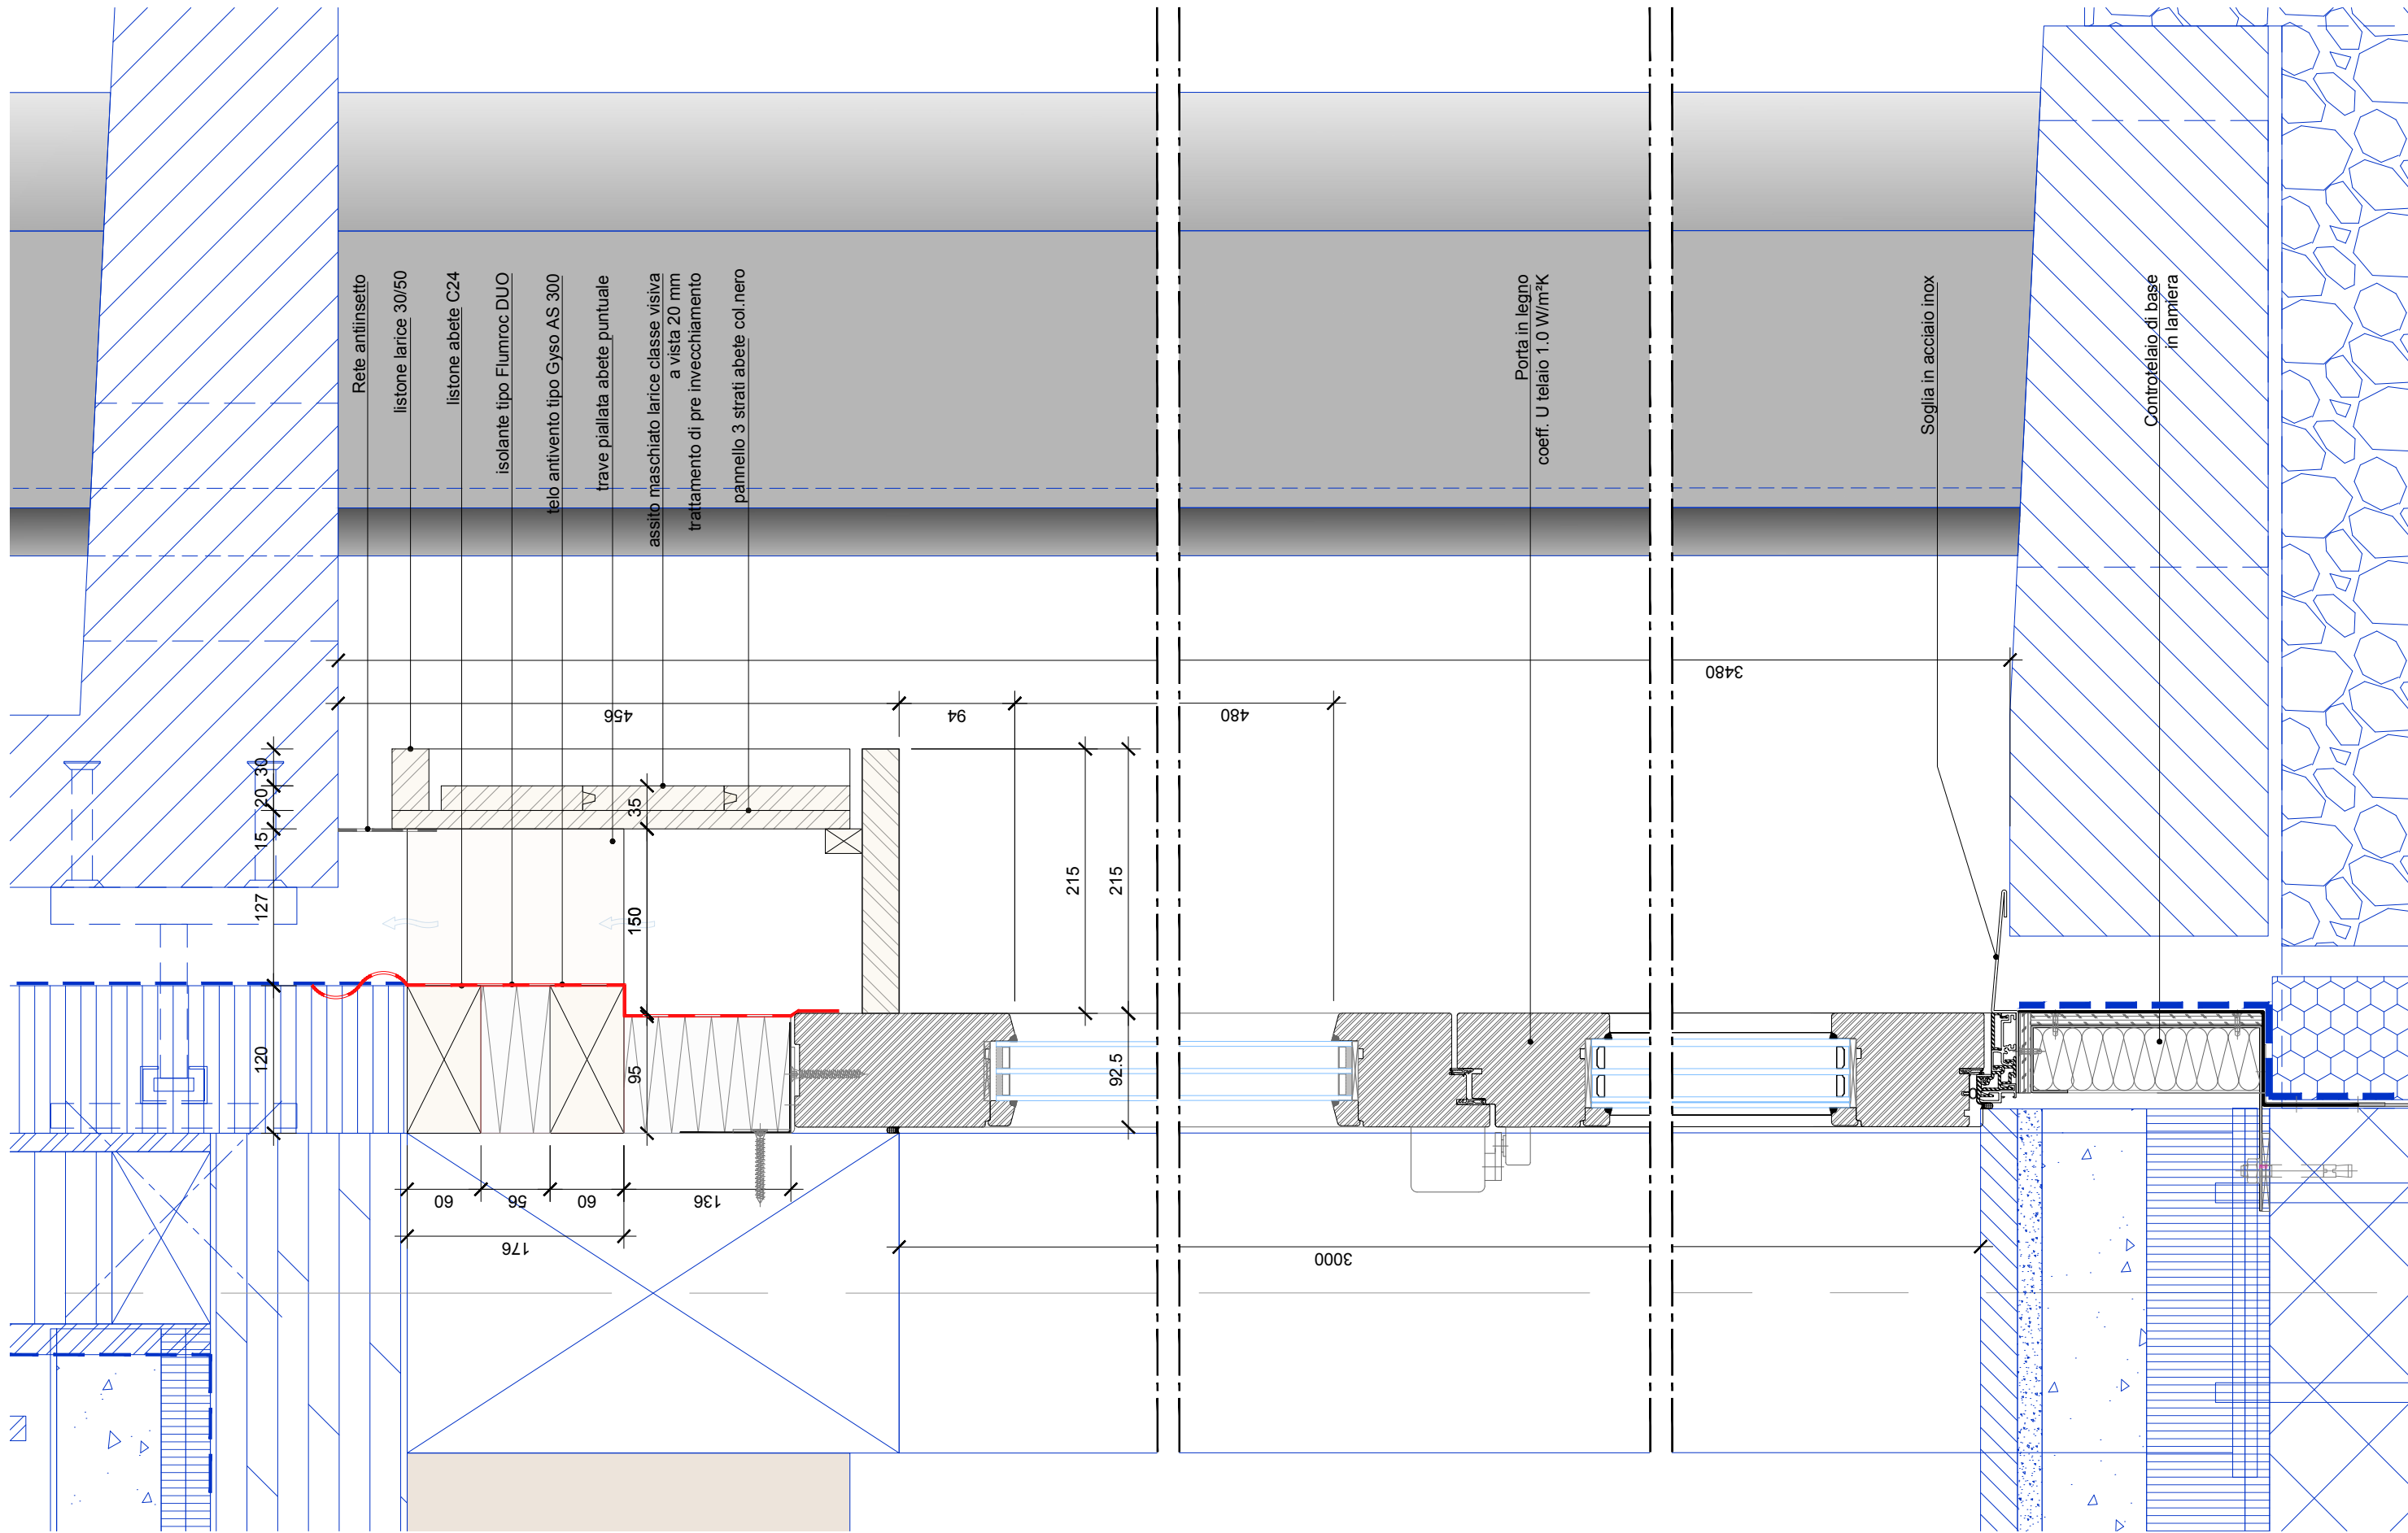 Rete antiinsetto
listone larice 30/50
listone abete C24
isolante tipo Flumroc DUO
telo antivento tipo Gyso AS 300
trave piallata abete puntuale
assito maschiato larice classe visiva
a vista 20 mm
trattamento di pre invecchiamento
pannello 3 strati abete col.nero
Porta in legno
coeff. U telaio 1.0 W/m²K
Soglia in acciaio inox
Controtelaio di base
in lamiera
3480
456
94
480
30
20
15
127
120
35
150
95
215
215
92.5
60
56
60
136
176
3000